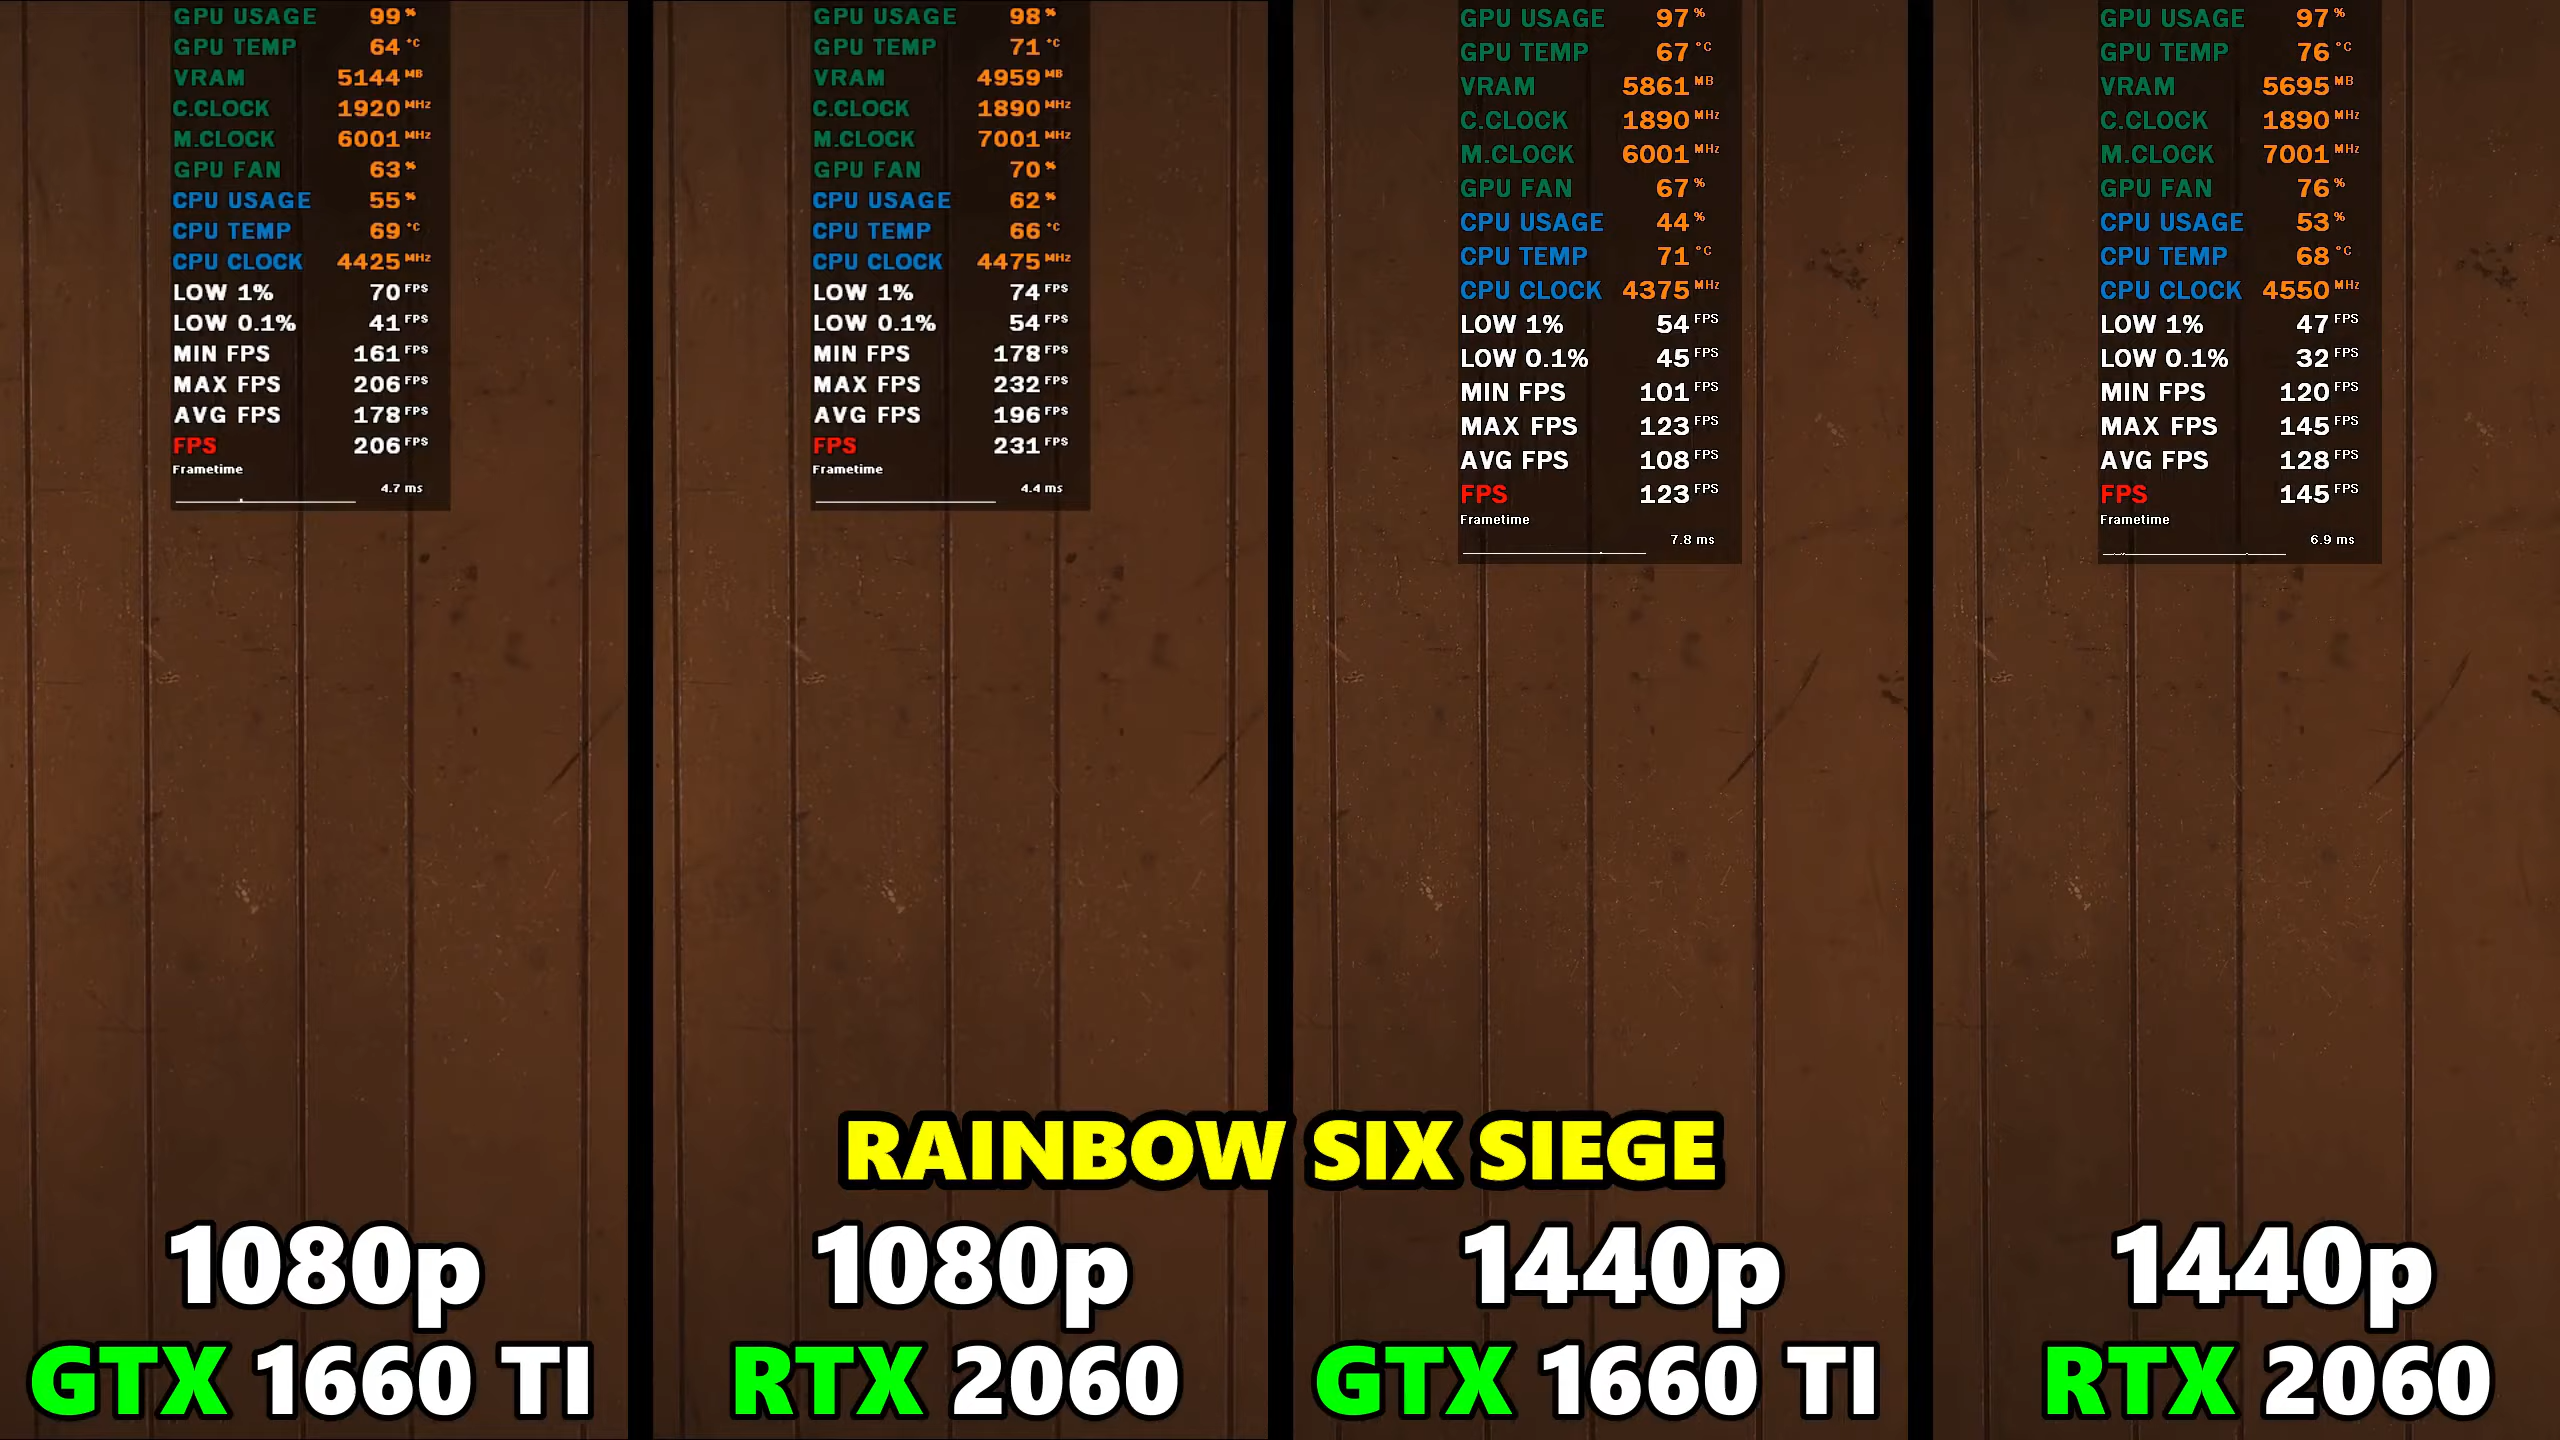 GPU USAGE 99 %
GPU TEMP 64 °C
VRAM 5144 MB
C.CLOCK 1920 MHz
M.CLOCK 6001 MHz
GPU FAN 63 %
CPU USAGE 55 %
CPU TEMP 69 °C
CPU CLOCK 4425 MHz
LOW 1% 70 FPS
LOW 0.1% 41 FPS
MIN FPS 161 FPS
MAX FPS 206 FPS
AVG FPS 178 FPS
FPS 206 FPS
Frametime
4.7 ms
GPU USAGE 98 %
GPU TEMP 71 °C
VRAM 4959 MB
C.CLOCK 1890 MHz
M.CLOCK 7001 MHz
GPU FAN 70 %
CPU USAGE 62 %
CPU TEMP 66 °C
CPU CLOCK 4475 MHz
LOW 1% 74 FPS
LOW 0.1% 54 FPS
MIN FPS 178 FPS
MAX FPS 232 FPS
AVG FPS 196 FPS
FPS 231 FPS
Frametime
4.4 ms
GPU USAGE 97 %
GPU TEMP 67 °C
VRAM 5861 MB
C.CLOCK 1890 MHz
M.CLOCK 6001 MHz
GPU FAN 67 %
CPU USAGE 44 %
CPU TEMP 71 °C
CPU CLOCK 4375 MHz
LOW 1% 54 FPS
LOW 0.1% 45 FPS
MIN FPS 101 FPS
MAX FPS 123 FPS
AVG FPS 108 FPS
FPS 123 FPS
Frametime
7.8 ms
GPU USAGE 97 %
GPU TEMP 76 °C
VRAM 5695 MB
C.CLOCK 1890 MHz
M.CLOCK 7001 MHz
GPU FAN 76 %
CPU USAGE 53 %
CPU TEMP 68 °C
CPU CLOCK 4550 MHz
LOW 1% 47 FPS
LOW 0.1% 32 FPS
MIN FPS 120 FPS
MAX FPS 145 FPS
AVG FPS 128 FPS
FPS 145 FPS
Frametime
6.9 ms
RAINBOW SIX SIEGE
1080p
GTX 1660 TI
1080p
RTX 2060
1440p
GTX 1660 TI
1440p
RTX 2060